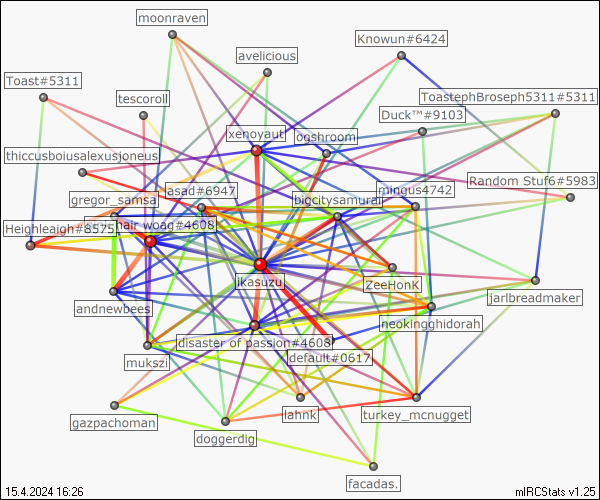 moonraven
Knowun#6424
avelicious
Toast#5311
ToastephBroseph5311#5311
tescoroll
Duck™#9103
xenoyaut
ogshroom
thiccusboiusalexusjoneus
Random Stuf6#5983
asad#6947
mingus4742
gregor_samsa
bigcitysamurai
hair woag#4608
Heighleaigh#8575
jkasuzu
ZeeHonK
jarlbreadmaker
andnewbees
neokingghidorah
disaster of passion#4608
default#0617
mukszi
lahnk
turkey_mcnugget
gazpachoman
doggerdig
facadas.
15.4.2024 16:26
mIRCStats v1.25